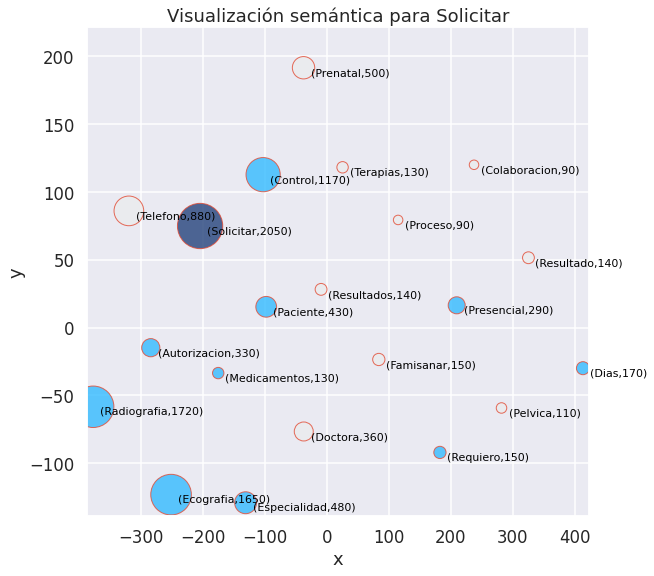 Visualización semántica para Solicitar
200
150
100
50
0
−50
−100
y
(Prenatal,500)
(Terapias,130)
(Colaboracion,90)
(Control,1170)
(Telefono,880)
(Proceso,90)
(Solicitar,2050)
(Resultado,140)
(Resultados,140)
(Paciente,430)
(Presencial,290)
(Autorizacion,330)
(Famisanar,150)
(Medicamentos,130)
(Dias,170)
(Radiografia,1720)
(Pelvica,110)
(Doctora,360)
(Requiero,150)
(Ecografia,1650)
(Especialidad,480)
−300 −200 −100 0 100 200 300 400
x